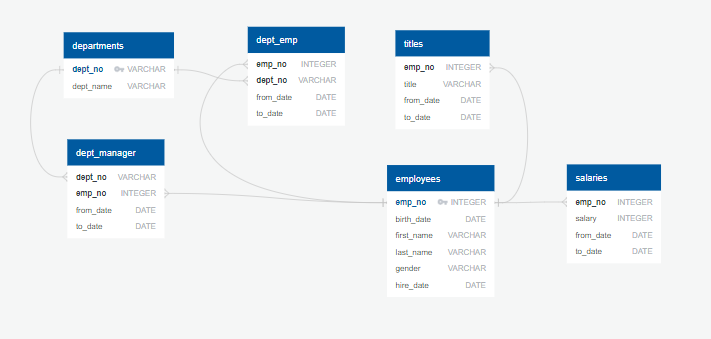 departments
dept_no VARCHAR
dept_name VARCHAR
dept_emp
emp_no INTEGER
dept_no VARCHAR
from_date DATE
to_date DATE
titles
emp_no INTEGER
title VARCHAR
from_date DATE
to_date DATE
dept_manager
dept_no VARCHAR
emp_no INTEGER
from_date DATE
to_date DATE
employees
emp_no INTEGER
birth_date DATE
first_name VARCHAR
last_name VARCHAR
gender VARCHAR
hire_date DATE
salaries
emp_no INTEGER
salary INTEGER
from_date DATE
to_date DATE